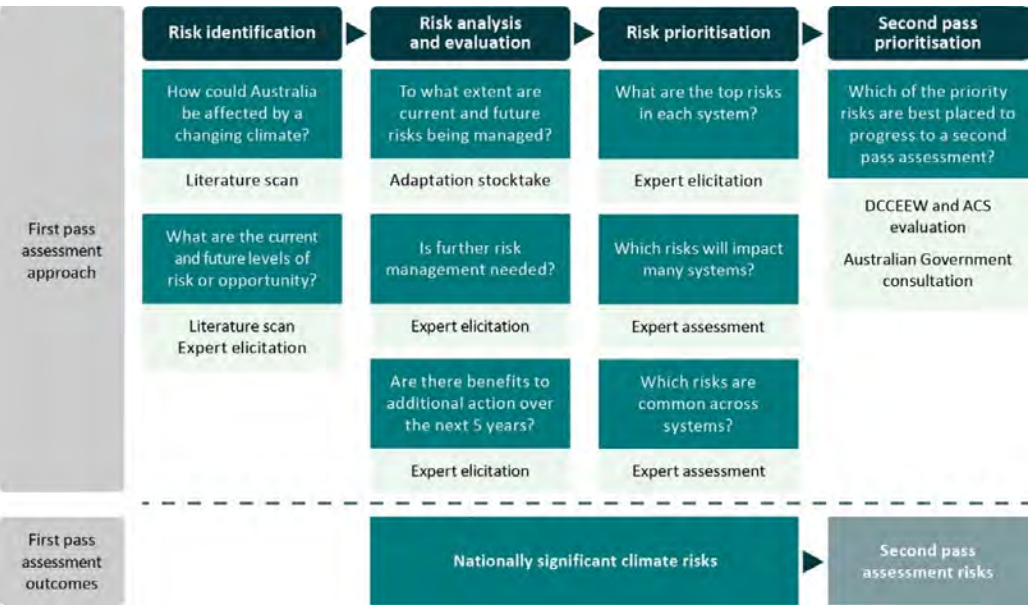 Risk identification
Risk analysis
and evaluation
Risk prioritisation
Second pass
prioritisation
First pass
assessment
approach
How could Australia
be affected by a
changing climate?
Literature scan
What are the current
and future levels of
risk or opportunity?
Literature scan
Expert elicitation
To what extent are
current and future
risks being managed?
Adaptation stocktake
Is further risk
management needed?
Expert elicitation
Are there benefits to
additional action over
the next 5 years?
Expert elicitation
What are the top risks
in each system?
Expert elicitation
Which risks will impact
many systems?
Expert assessment
Which risks are
common across
systems?
Expert assessment
Which of the priority
risks are best placed to
progress to a second
pass assessment?
DCCEEW and ACS
evaluation
Australian Government
consultation
First pass
assessment
outcomes
Nationally significant climate risks
Second pass
assessment risks